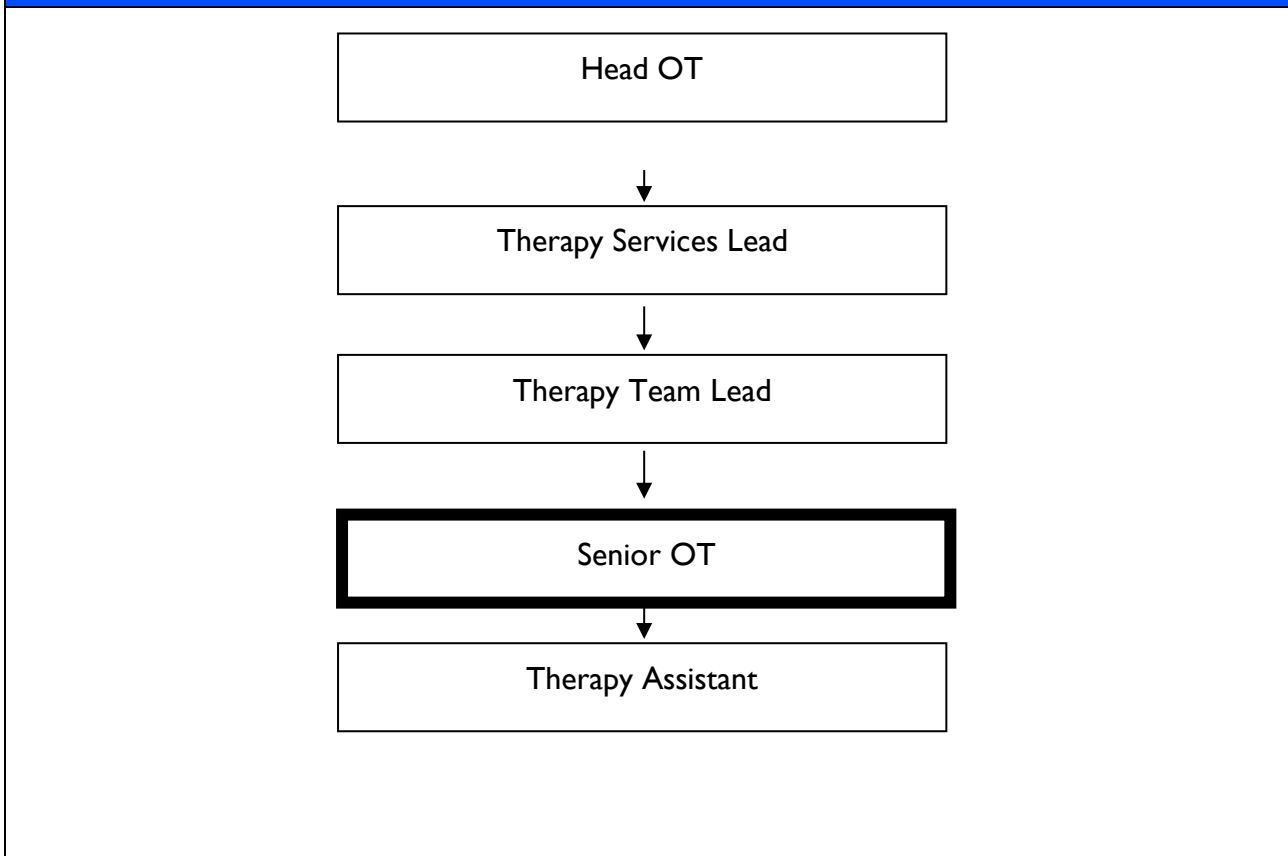 Head OT
Therapy Services Lead
Therapy Team Lead
Senior OT
Therapy Assistant